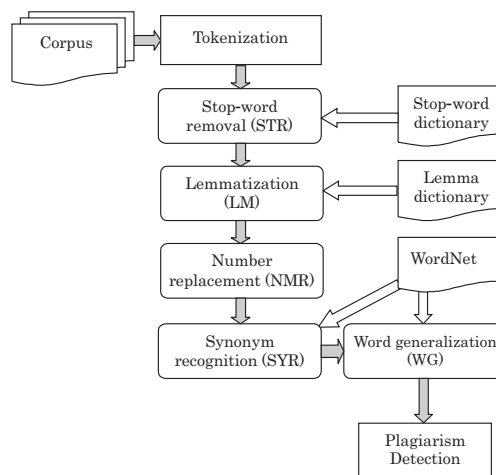 Corpus
Tokenization
Stop-word
removal (STR)
Stop-word
dictionary
Lemmatization
(LM)
Lemma
dictionary
Number
replacement (NMR)
WordNet
Synonym
recognition (SYR)
Word generalization
(WG)
Plagiarism
Detection